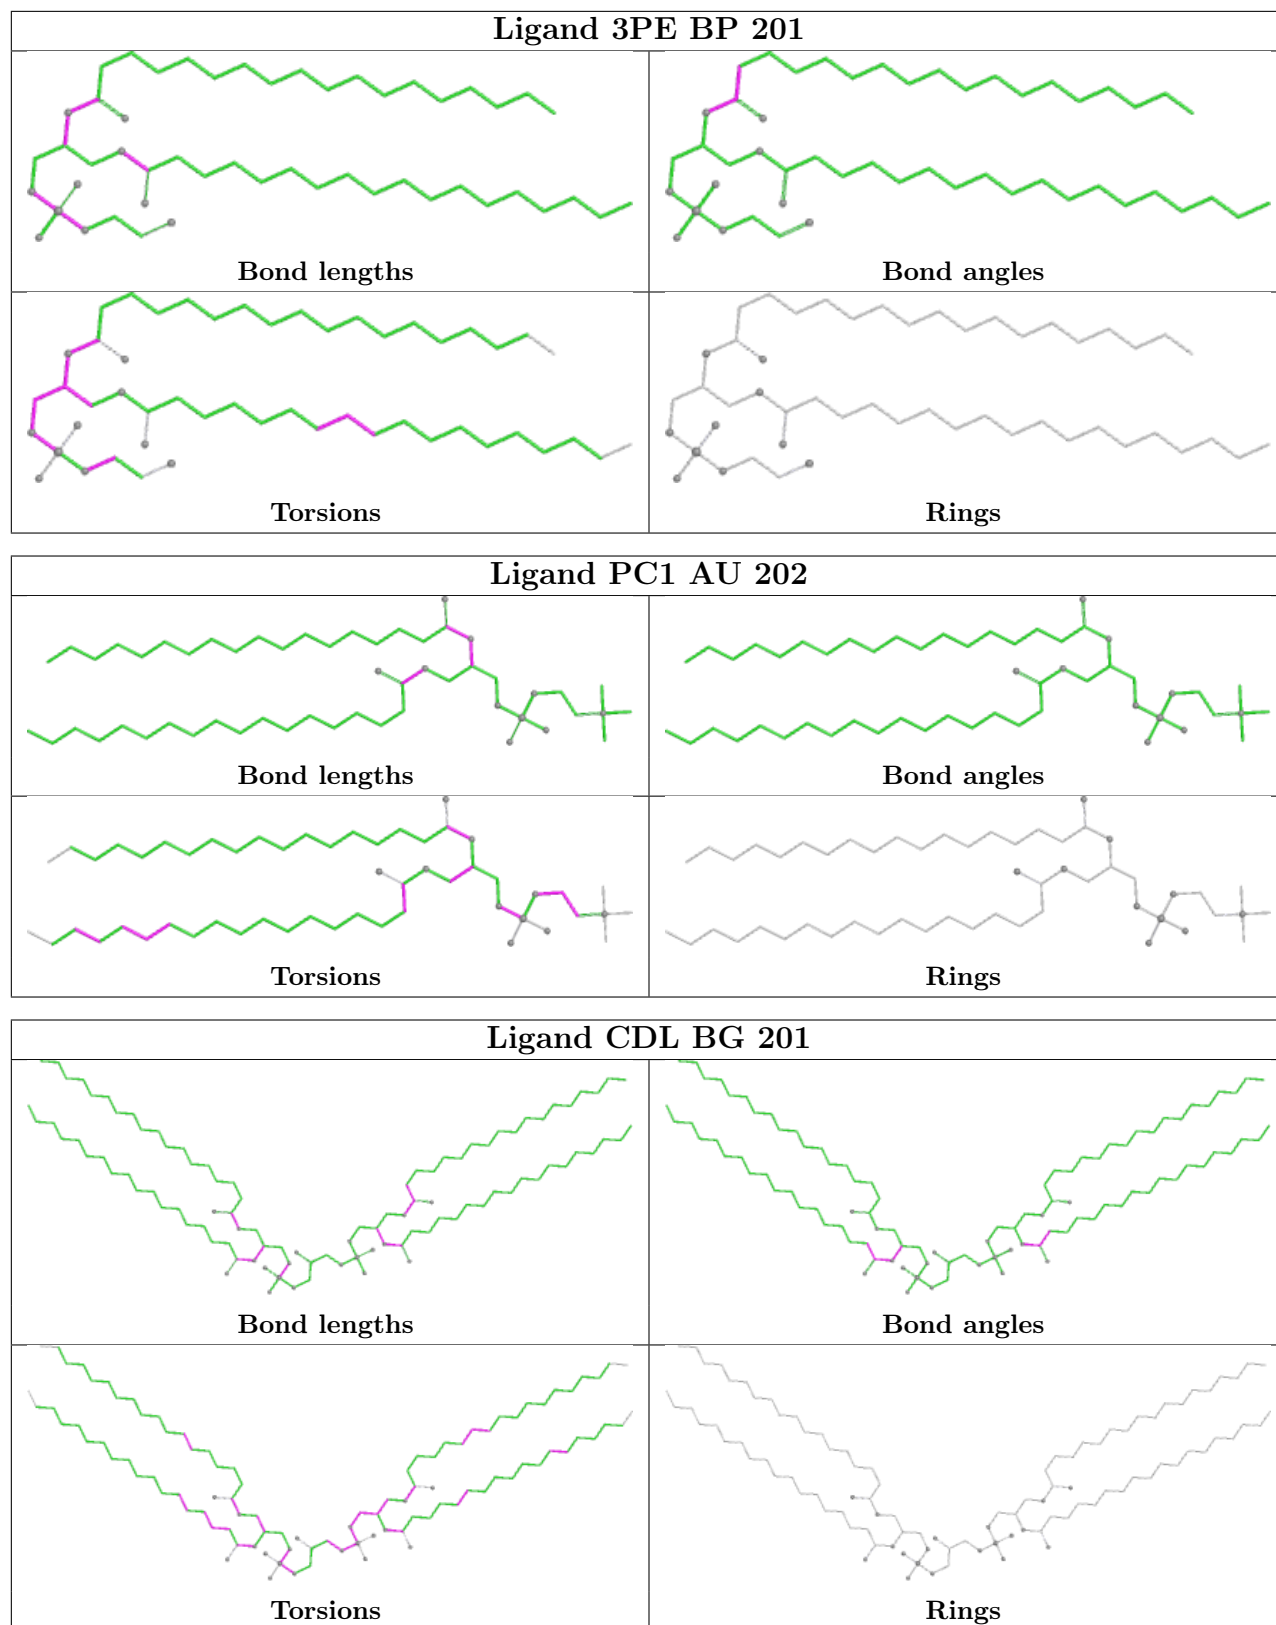 Ligand 3PE BP 201
Bond lengths
Bond angles
Torsions
Rings
Ligand PC1 AU 202
Bond lengths
Bond angles
Torsions
Rings
Ligand CDL BG 201
Bond lengths
Bond angles
Torsions
Rings